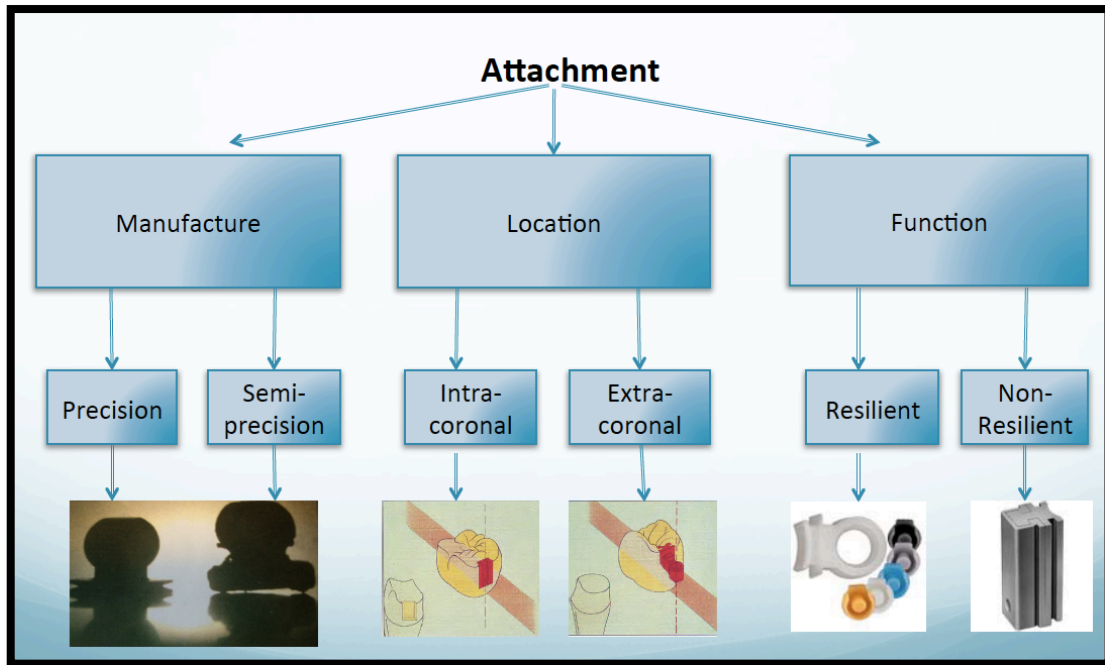 Attachment
Manufacture
Location
Function
Precision
Semi-
precision
Intra-
coronal
Extra-
coronal
Resilient
Non-
Resilient